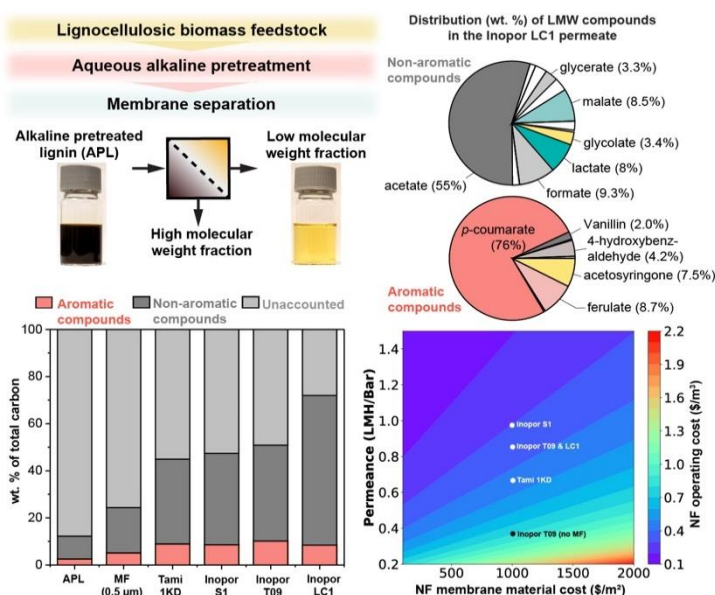 Lignocellulosic biomass feedstock
Aqueous alkaline pretreatment
Membrane separation
Alkaline pretreated
lignin (APL)
Low molecular
weight fraction
High molecular
weight fraction
Distribution (wt. %) of LMW compounds
in the Inopor LC1 permeate
Non-aromatic
compounds
glycerate (3.3%)
malate (8.5%)
glycolate (3.4%)
lactate (8%)
formate (9.3%)
acetate (55%)
p-coumarate
(76%)
Vanillin (2.0%)
4-hydroxybenz-
aldehyde (4.2%)
acetosyringone (7.5%)
ferulate (8.7%)
Aromatic
compounds
Aromatic
compounds
Non-aromatic
compounds
Unaccounted
wt. % of total carbon
100
80
60
40
20
0
APL
MF
(0.5 um)
Tami
1KD
Inopor
S1
Inopor
T09
Inopor
LC1
Permeance (LMH/Bar)
1.4
1.2
1.0
0.8
0.6
0.4
0.2
Inopor S1
Inopor T09 & LC1
Tami 1KD
Inopor T09 (no MF)
500
1000
1500
2000
NF membrane material cost ($/m²)
2.2
1.9
1.6
1.3
1.0
0.7
0.4
0.1
NF operating cost ($/m³)